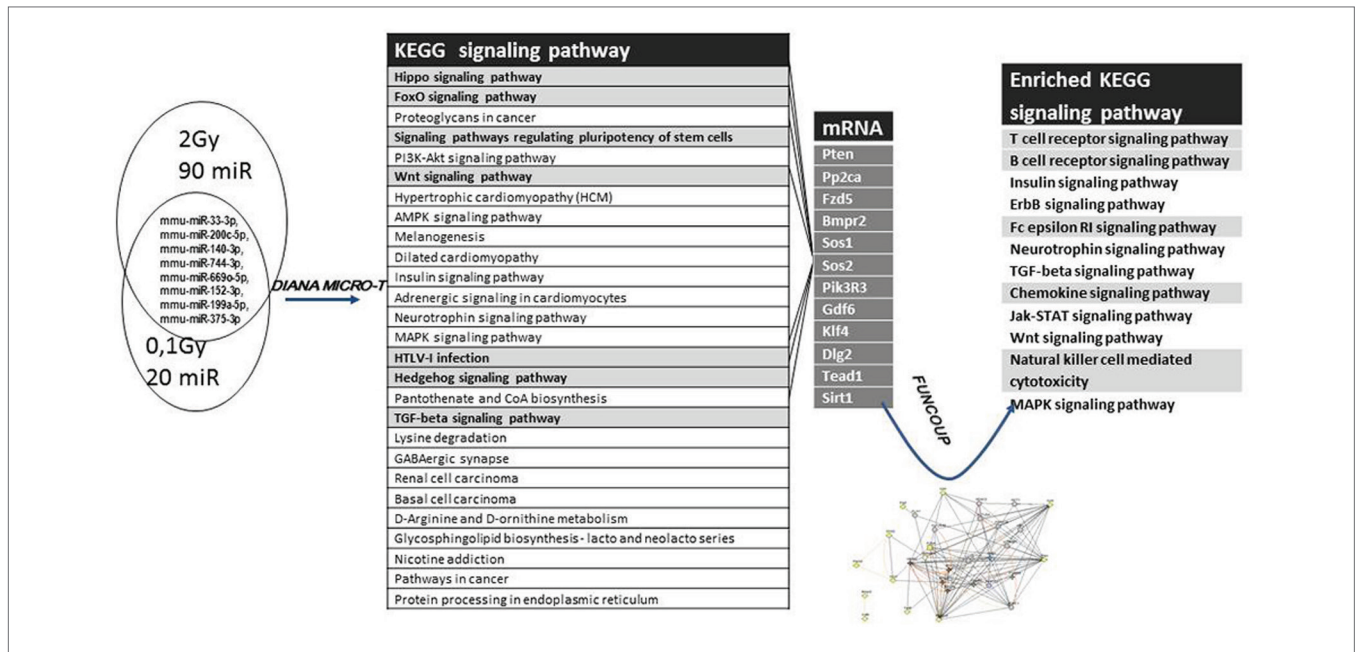 2Gy
90 miR
mmu-miR-33-3p,
mmu-miR-200c-5p,
mmu-miR-140-3p,
mmu-miR-744-3p,
mmu-miR-669o-5p,
mmu-miR-152-3p,
mmu-miR-199a-5p,
mmu-miR-375-3p
0,1Gy
20 miR
DIANA MICRO-T
KEGG signaling pathway
Hippo signaling pathway
FoxO signaling pathway
Proteoglycans in cancer
Signaling pathways regulating pluripotency of stem cells
PI3K-Akt signaling pathway
Wnt signaling pathway
Hypertrophic cardiomyopathy (HCM)
AMPK signaling pathway
Melanogenesis
Dilated cardiomyopathy
Insulin signaling pathway
Adrenergic signaling in cardiomyocytes
Neurotrophin signaling pathway
MAPK signaling pathway
HTLV-I infection
Hedgehog signaling pathway
Pantothenate and CoA biosynthesis
TGF-beta signaling pathway
Lysine degradation
GABAergic synapse
Renal cell carcinoma
Basal cell carcinoma
D-Arginine and D-ornithine metabolism
Glycosphingolipid biosynthesis - lacto and neolacto series
Nicotine addiction
Pathways in cancer
Protein processing in endoplasmic reticulum
mRNA
Pten
Pp2ca
Fzd5
Bmpr2
Sos1
Sos2
Pik3R3
Gdf6
Klf4
Dlg2
Tead1
Sirt1
FUNCOUP
Enriched KEGG
signaling pathway
T cell receptor signaling pathway
B cell receptor signaling pathway
Insulin signaling pathway
ErbB signaling pathway
Fc epsilon RI signaling pathway
Neurotrophin signaling pathway
TGF-beta signaling pathway
Chemokine signaling pathway
Jak-STAT signaling pathway
Wnt signaling pathway
Natural killer cell mediated
cytotoxicity
MAPK signaling pathway